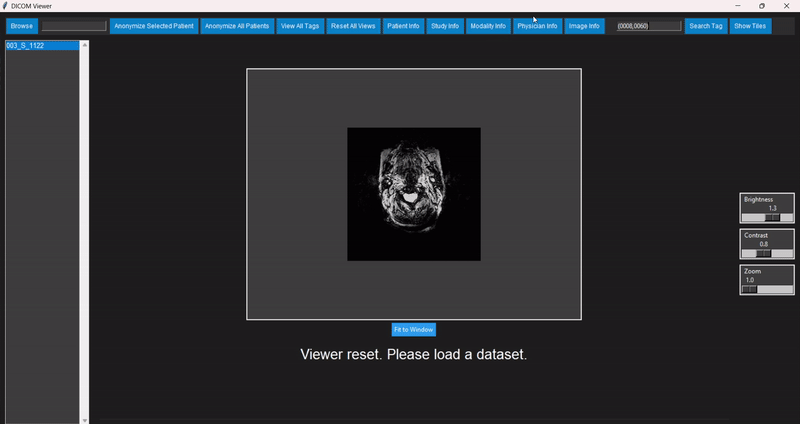 DICOM Viewer
Browse Anonymize Selected Patient Anonymize All Patients View All Tags Reset All Views Patient Info Study Info Modality Info Physician Info Image Info (0008,0060) Search Tag Show Tiles
003_S_1122
Brightness
1.3
Contrast
0.8
Zoom
1.0
Fit to Window
Viewer reset. Please load a dataset.